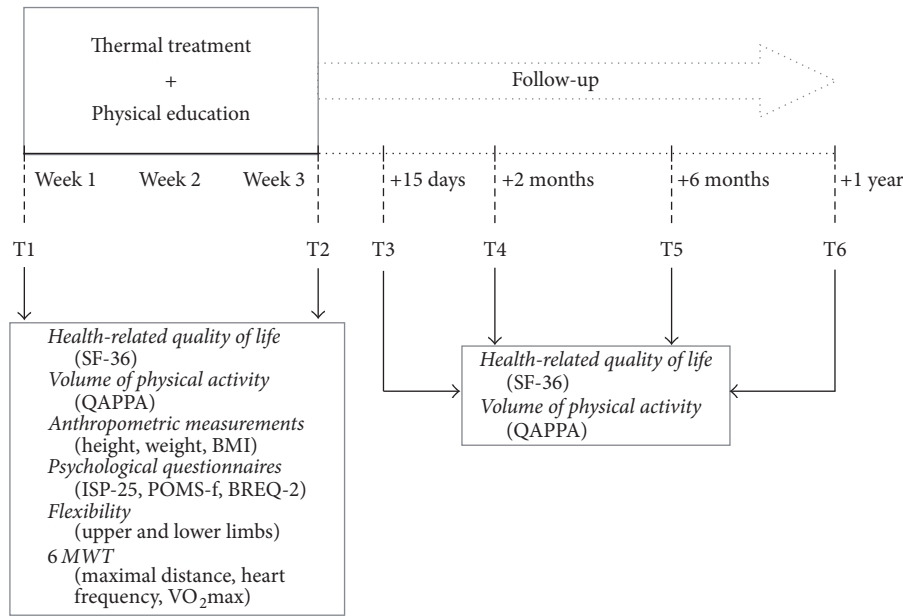 Thermal treatment
+
Physical education
Follow-up
Week 1 Week 2 Week 3 +15 days +2 months +6 months +1 year
T1 T2 T3 T4 T5 T6
Health-related quality of life
(SF-36)
Volume of physical activity
(QAPPA)
Anthropometric measurements
(height, weight, BMI)
Psychological questionnaires
(ISP-25, POMS-f, BREQ-2)
Flexibility
(upper and lower limbs)
6 MWT
(maximal distance, heart
frequency, VO₂max)
Health-related quality of life
(SF-36)
Volume of physical activity
(QAPPA)